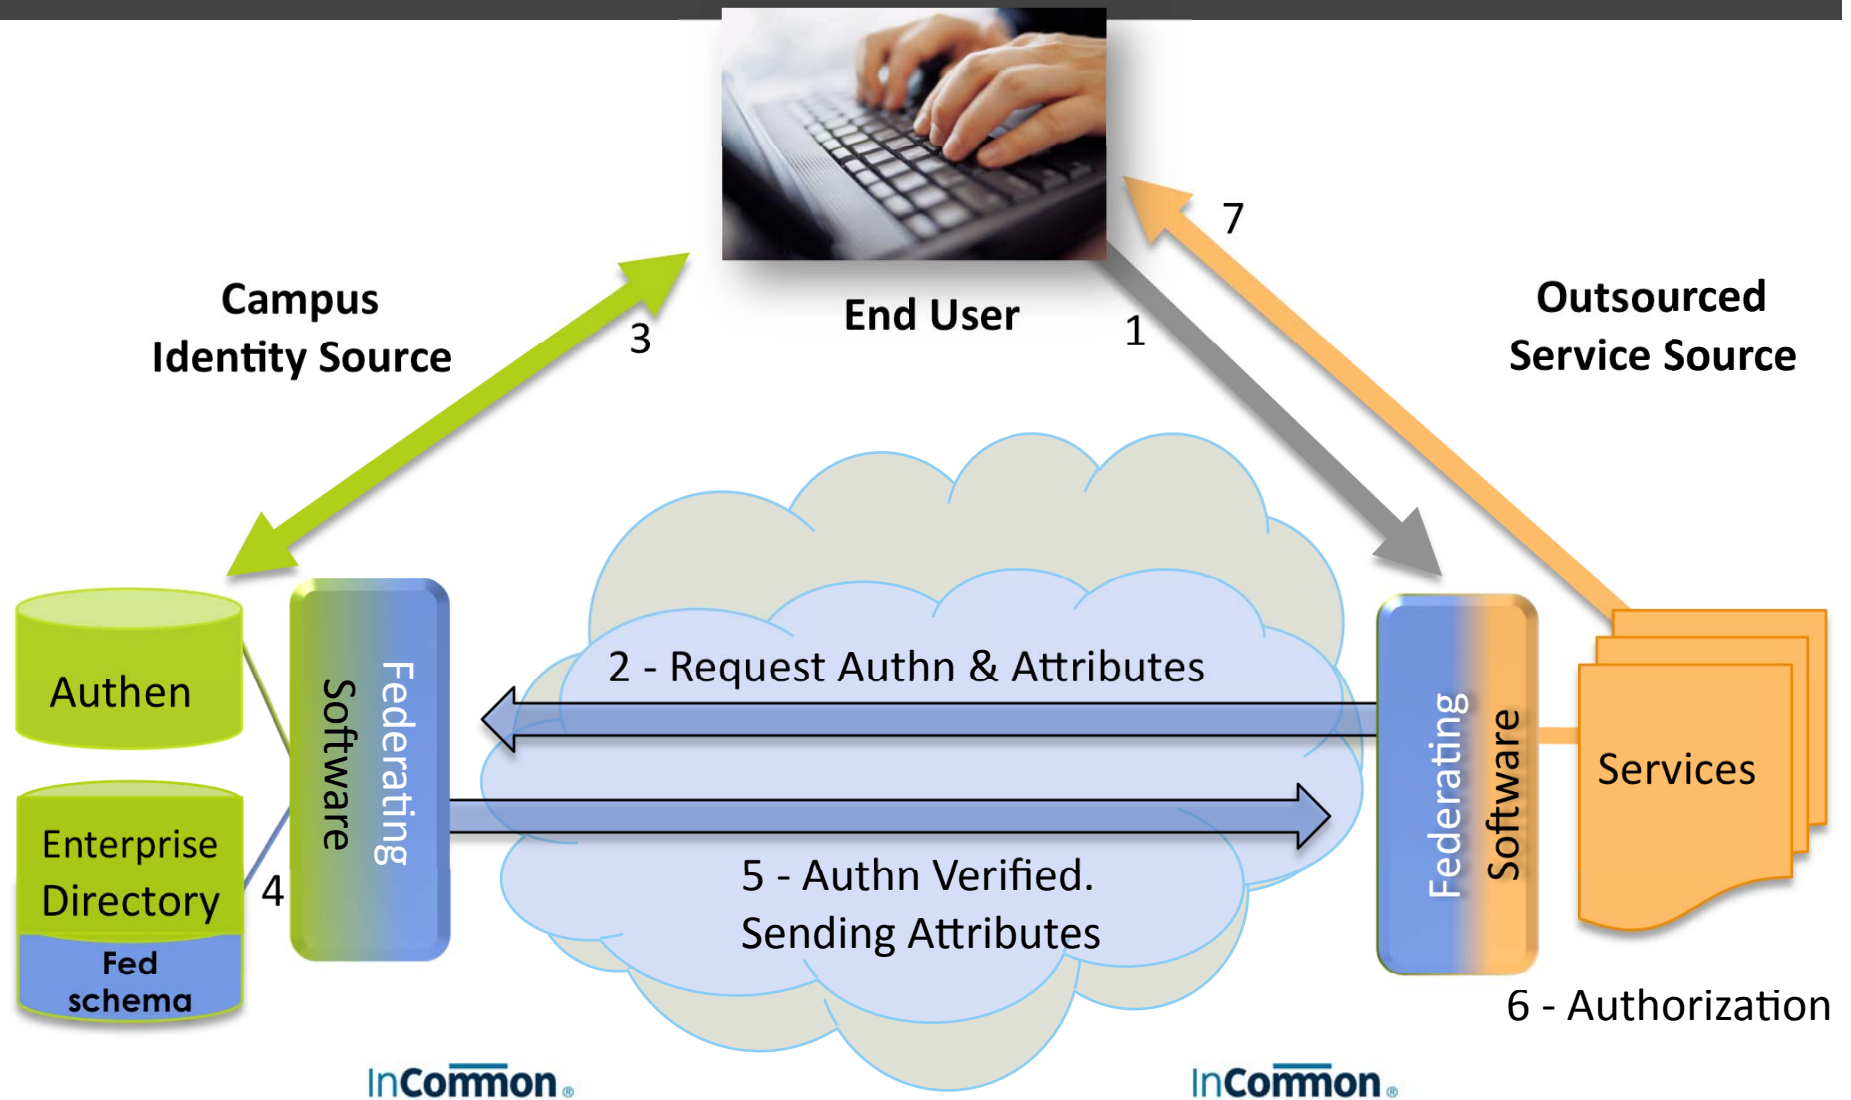 7
Campus
Identity Source
3
End User
1
Outsourced
Service Source
Authen
Federating
Software
2 - Request Authn & Attributes
Federating
Software
Services
Enterprise
Directory
4
Fed
schema
5 - Authn Verified.
Sending Attributes
6 - Authorization
InCommon®
InCommon®